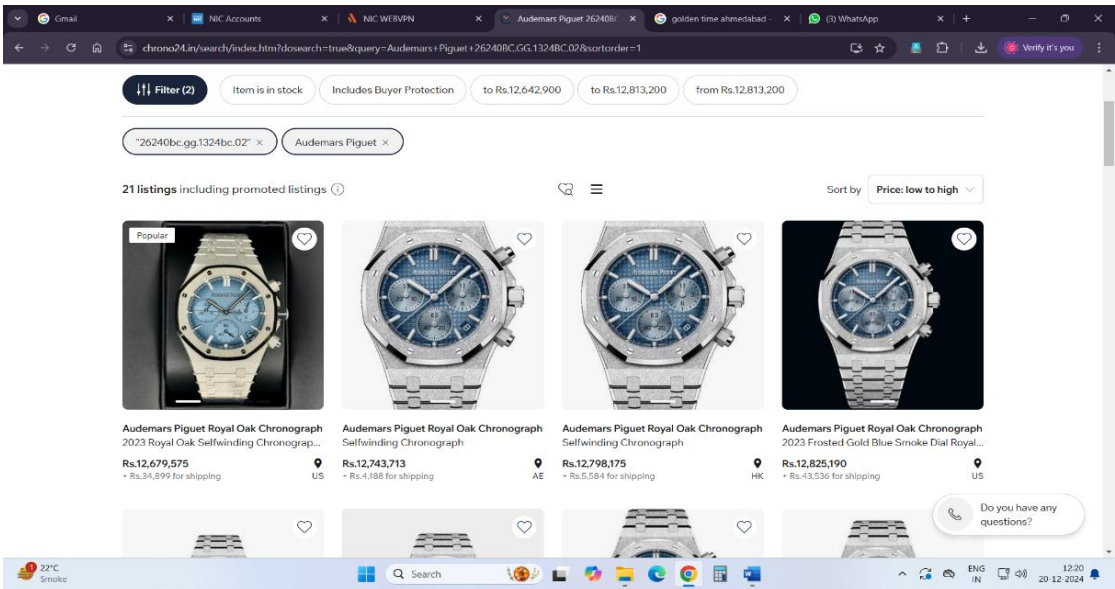 Gmail
NIC Accounts
NIC WEBVPN
Audemars Piguet 26240BC
golden time ahmedabad -
(3) WhatsApp
chrono24.in/search/index.htm?dosearch=true&query=Audemars+Piguet+26240BC.GG.1324BC.02&sortorder=1
Verify it's you
Filter (2)
Item is in stock
Includes Buyer Protection
to Rs.12,642,900
to Rs.12,813,200
from Rs.12,813,200
"26240bc.gg.1324bc.02" ×
Audemars Piguet ×
21 listings including promoted listings
Sort by Price: low to high
Popular
Audemars Piguet Royal Oak Chronograph
2023 Royal Oak Selfwinding Chronograp...
Rs.12,679,575
+ Rs.34,899 for shipping
US
Audemars Piguet Royal Oak Chronograph
Selfwinding Chronograph
Rs.12,743,713
+ Rs.4,188 for shipping
AE
Audemars Piguet Royal Oak Chronograph
Selfwinding Chronograph
Rs.12,798,175
+ Rs.5,584 for shipping
HK
Audemars Piguet Royal Oak Chronograph
2023 Frosted Gold Blue Smoke Dial Royal...
Rs.12,825,190
+ Rs.43,536 for shipping
US
Do you have any
questions?
1
22°C
Smoke
Search
ENG
IN
12:20
20-12-2024